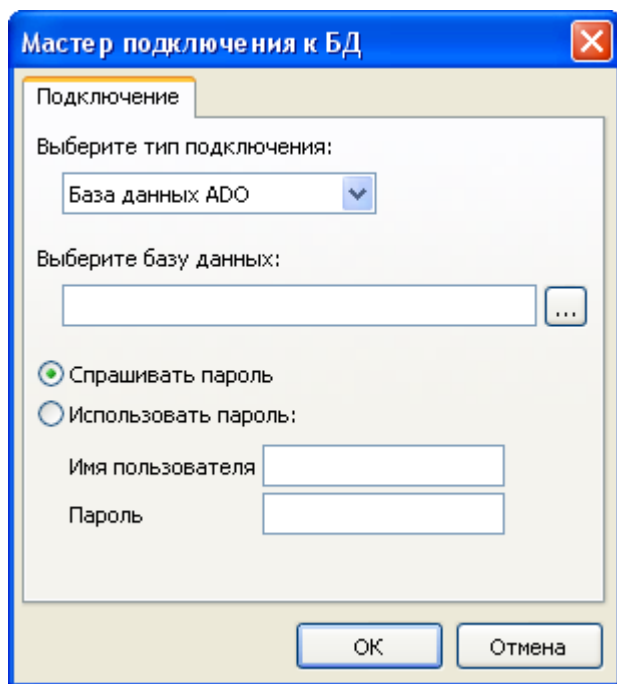 Мастер подключения к БД
Подключение
Выберите тип подключения:
База данных ADO
Выберите базу данных:
...
Спрашивать пароль
Использовать пароль:
Имя пользователя
Пароль
ОК Отмена